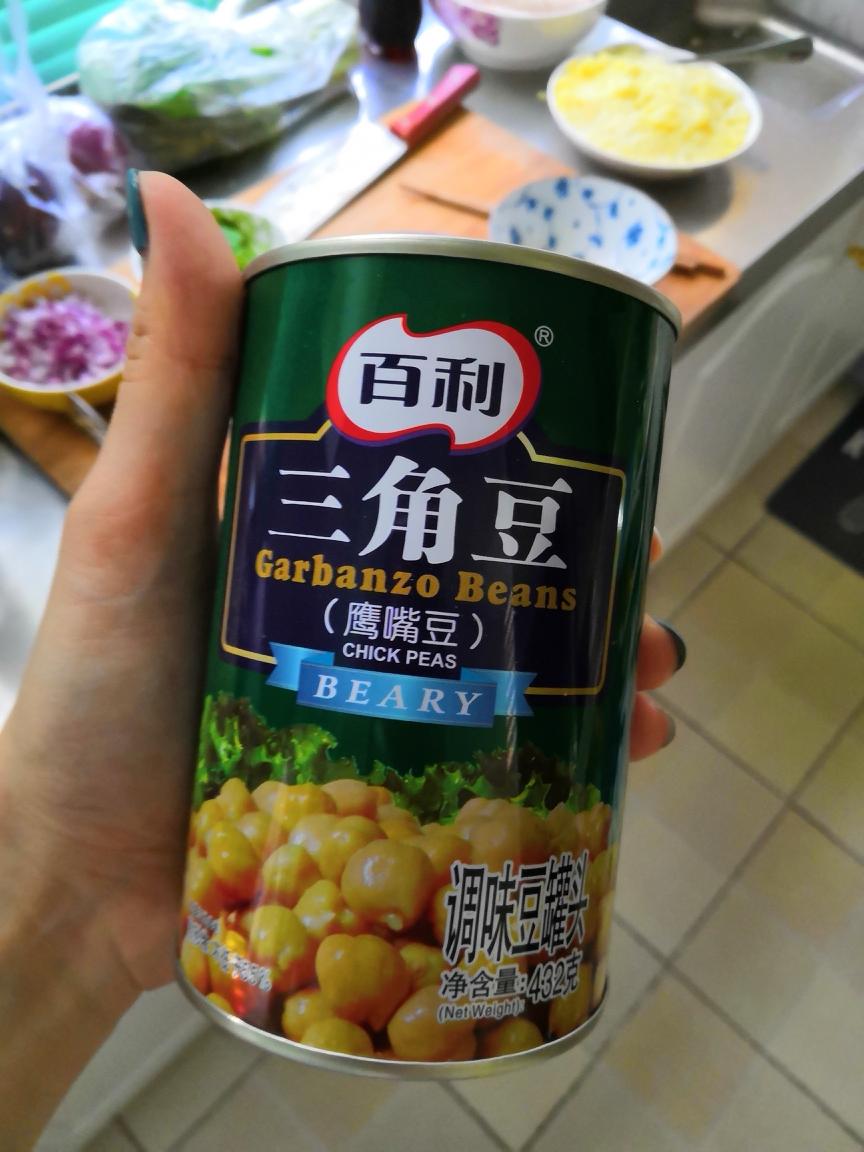 百利
®
三角豆
Garbanzo Beans
（鹰嘴豆）
CHICK PEAS
BEARY
调味豆罐头
净含量:432克
(Net Weight):